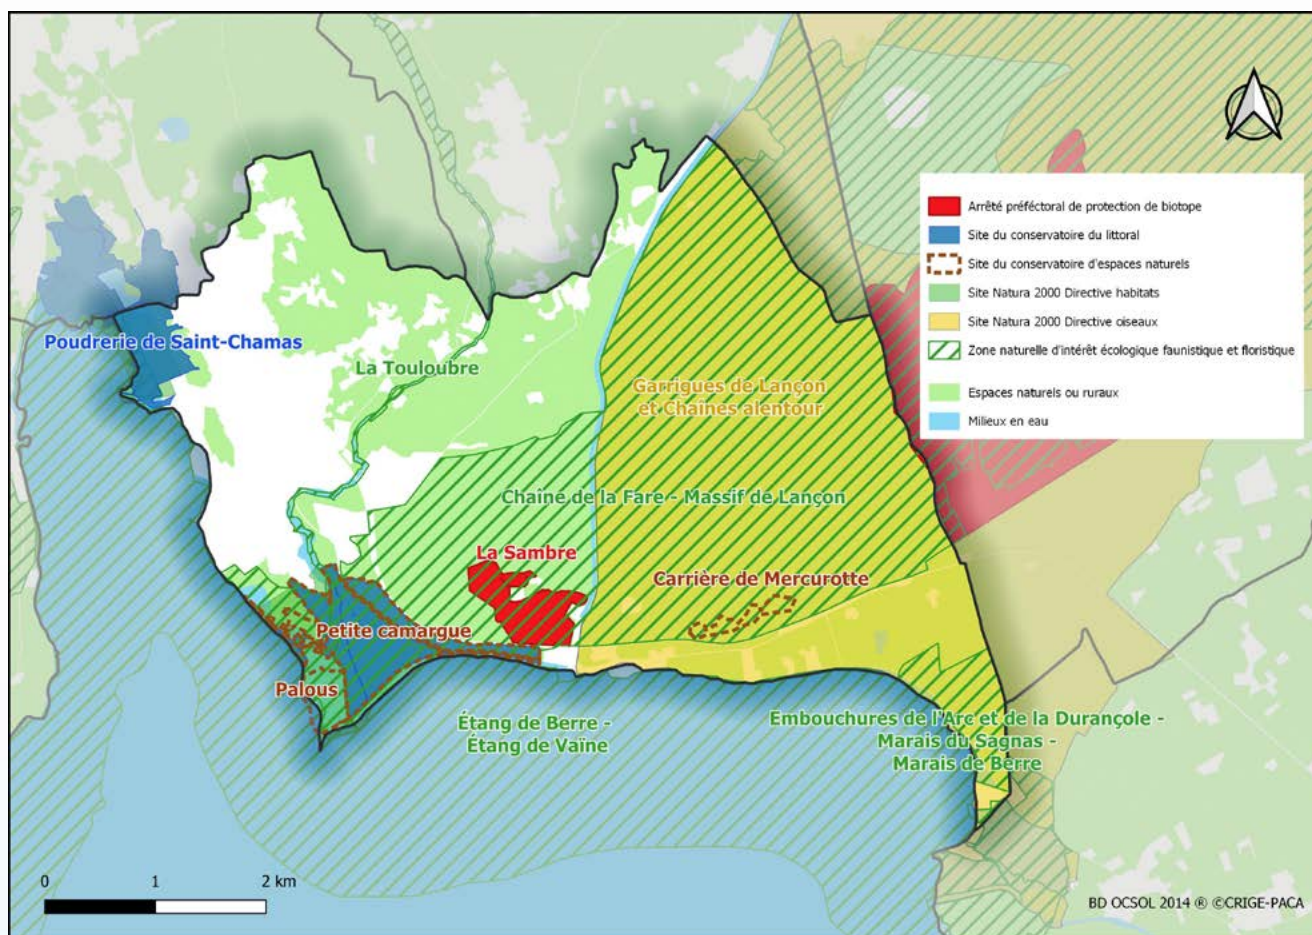 Arrêté préféctoral de protection de biotope
Site du conservatoire du littoral
Site du conservatoire d'espaces naturels
Site Natura 2000 Directive habitats
Site Natura 2000 Directive oiseaux
Zone naturelle d'intérêt écologique faunistique et floristique
Espaces naturels ou ruraux
Milieux en eau
Poudrerie de Saint-Chamas
La Touloubre
Garrigues de Lançon
et Chaînes alentour
Chaîne de la Fare - Massif de Lançon
La Sambre
Carrière de Mercurotte
Petite camargue
Palous
Étang de Berre -
Étang de Vaïne
Embouchures de l'Arc et de la Durançole -
Marais du Sagnas -
Marais de Berre
0 1 2 km
BD OCSOL 2014 ® ©CRIGE-PACA